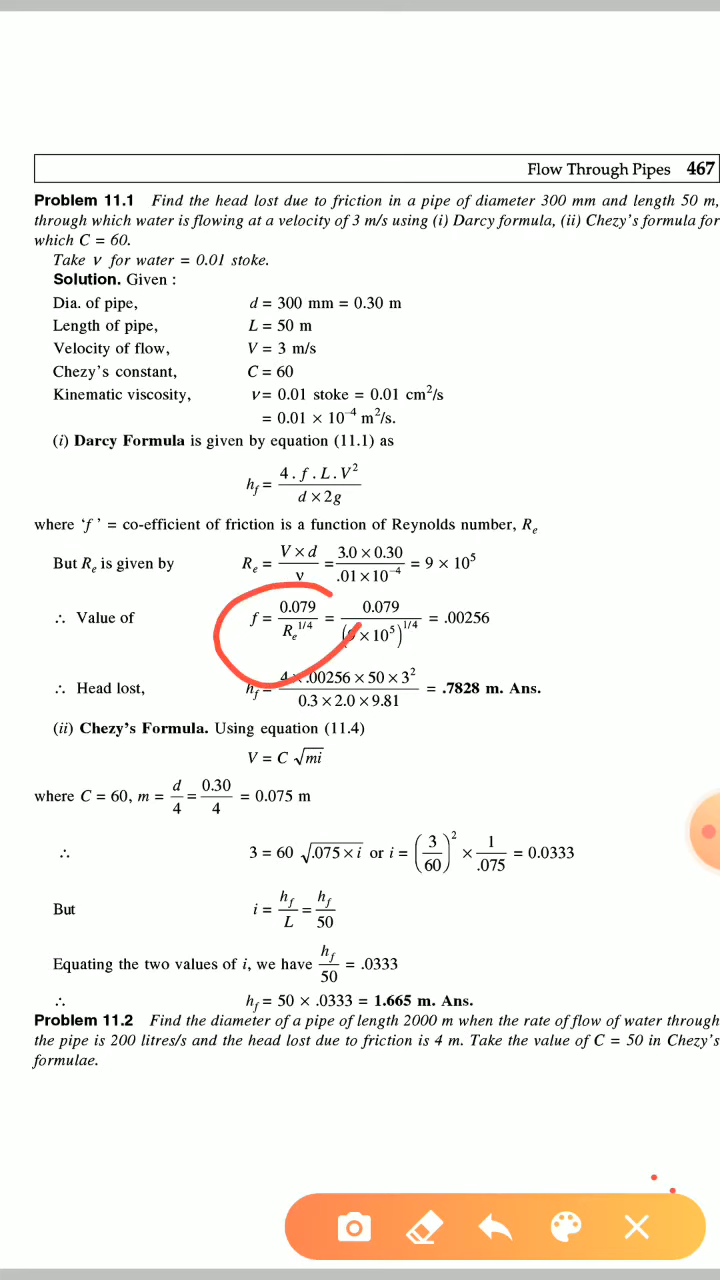 Flow Through Pipes 467
Problem 11.1 Find the head lost due to friction in a pipe of diameter 300 mm and length 50 m,
through which water is flowing at a velocity of 3 m/s using (i) Darcy formula, (ii) Chezy's formula for
which C = 60.
Take ν for water = 0.01 stoke.
Solution. Given :
Dia. of pipe, d = 300 mm = 0.30 m
Length of pipe, L = 50 m
Velocity of flow, V = 3 m/s
Chezy's constant, C = 60
Kinematic viscosity, ν = 0.01 stoke = 0.01 cm²/s
= 0.01 × 10⁻⁴ m²/s.
(i) Darcy Formula is given by equation (11.1) as
h_f = (4 . f . L . V²) / (d × 2g)
where 'f ' = co-efficient of friction is a function of Reynolds number, R_e
But R_e is given by R_e = (V × d) / ν = (3.0 × 0.30) / (.01 × 10⁻⁴) = 9 × 10⁵
∴ Value of f = 0.079 / R_e^(1/4) = 0.079 / (9 × 10⁵)^(1/4) = .00256
∴ Head lost, h_f = (4 × .00256 × 50 × 3²) / (0.3 × 2.0 × 9.81) = .7828 m. Ans.
(ii) Chezy's Formula. Using equation (11.4)
V = C √(mi)
where C = 60, m = d/4 = 0.30/4 = 0.075 m
∴ 3 = 60 √(.075 × i) or i = (3/60)² × 1/.075 = 0.0333
But i = h_f/L = h_f/50
Equating the two values of i, we have h_f/50 = .0333
∴ h_f = 50 × .0333 = 1.665 m. Ans.
Problem 11.2 Find the diameter of a pipe of length 2000 m when the rate of flow of water through
the pipe is 200 litres/s and the head lost due to friction is 4 m. Take the value of C = 50 in Chezy's
formulae.